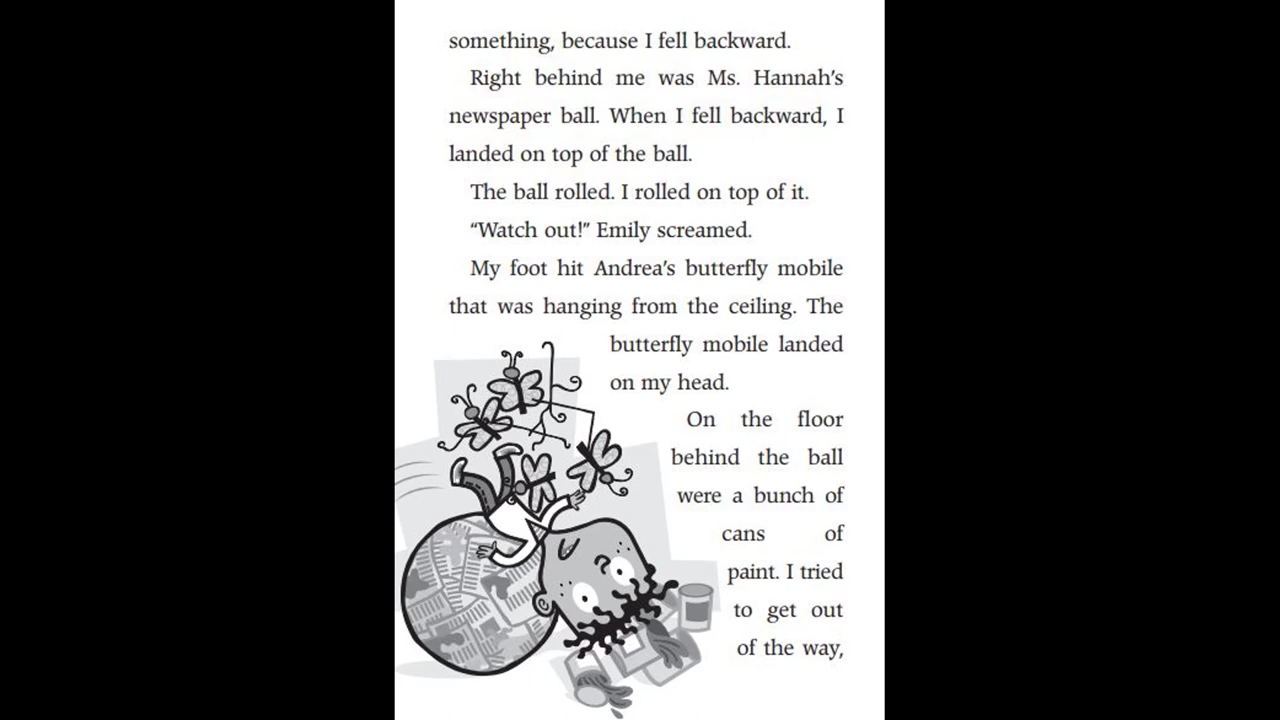 something, because I fell backward.
Right behind me was Ms. Hannah’s
newspaper ball. When I fell backward, I
landed on top of the ball.
The ball rolled. I rolled on top of it.
“Watch out!” Emily screamed.
My foot hit Andrea’s butterfly mobile
that was hanging from the ceiling. The
butterfly mobile landed
on my head.
On the floor
behind the ball
were a bunch of
cans of
paint. I tried
to get out
of the way,